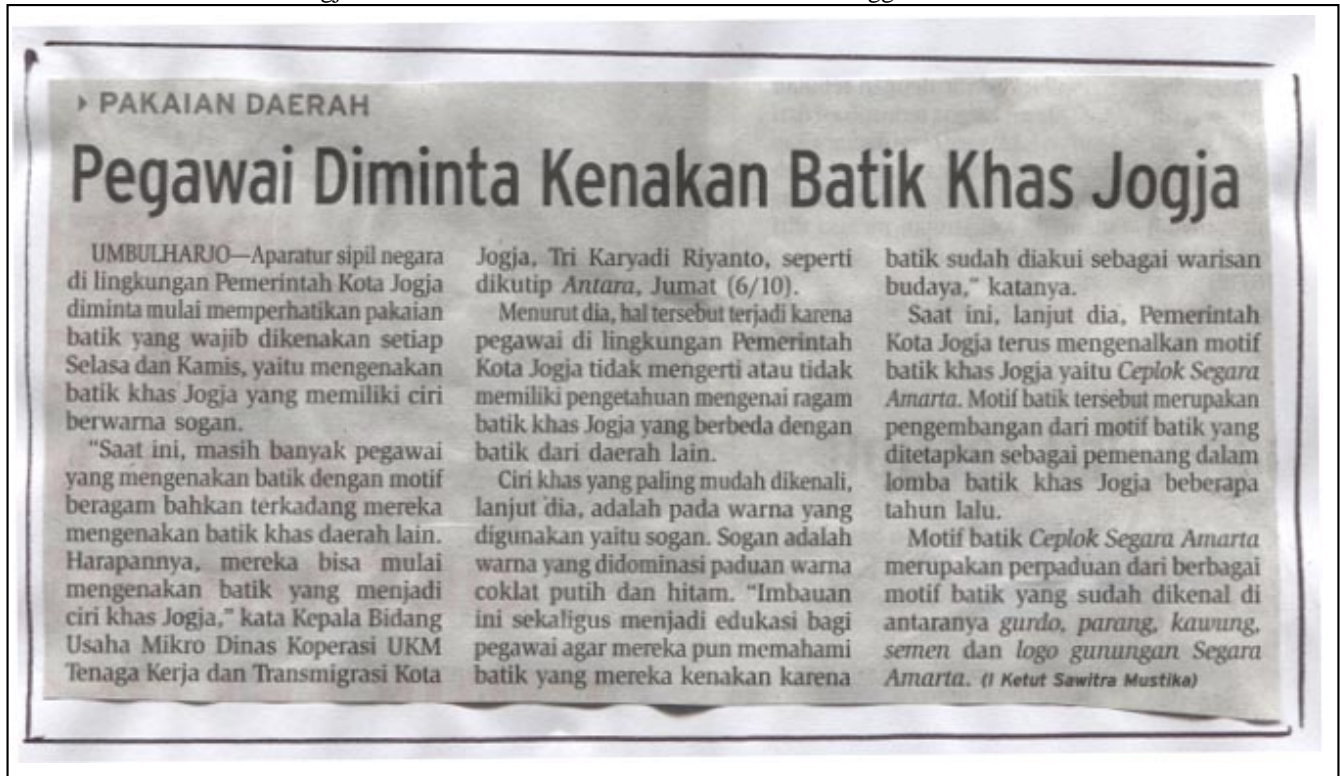 PAKAIAN DAERAH
Pegawai Diminta Kenakan Batik Khas Jogja
UMBULHARJO—Aparatur sipil negara
di lingkungan Pemerintah Kota Jogja
diminta mulai memperhatikan pakaian
batik yang wajib dikenakan setiap
Selasa dan Kamis, yaitu mengenakan
batik khas Jogja yang memiliki ciri
berwarna sogan.
"Saat ini, masih banyak pegawai
yang mengenakan batik dengan motif
beragam bahkan terkadang mereka
mengenakan batik khas daerah lain.
Harapannya, mereka bisa mulai
mengenakan batik yang menjadi
ciri khas Jogja," kata Kepala Bidang
Usaha Mikro Dinas Koperasi UKM
Tenaga Kerja dan Transmigrasi Kota
Jogja, Tri Karyadi Riyanto, seperti
dikutip Antara, Jumat (6/10).
Menurut dia, hal tersebut terjadi karena
pegawai di lingkungan Pemerintah
Kota Jogja tidak mengerti atau tidak
memiliki pengetahuan mengenai ragam
batik khas Jogja yang berbeda dengan
batik dari daerah lain.
Ciri khas yang paling mudah dikenali,
lanjut dia, adalah pada warna yang
digunakan yaitu sogan. Sogan adalah
warna yang didominasi paduan warna
coklat putih dan hitam. "Imbauan
ini sekaligus menjadi edukasi bagi
pegawai agar mereka pun memahami
batik yang mereka kenakan karena
batik sudah diakui sebagai warisan
budaya," katanya.
Saat ini, lanjut dia, Pemerintah
Kota Jogja terus mengenalkan motif
batik khas Jogja yaitu Ceplok Segara
Amarta. Motif batik tersebut merupakan
pengembangan dari motif batik yang
ditetapkan sebagai pemenang dalam
lomba batik khas Jogja beberapa
tahun lalu.
Motif batik Ceplok Segara Amarta
merupakan perpaduan dari berbagai
motif batik yang sudah dikenal di
antaranya gurdo, parang, kawung,
semen dan logo gunungan Segara
Amarta. (I Ketut Sawitra Mustika)